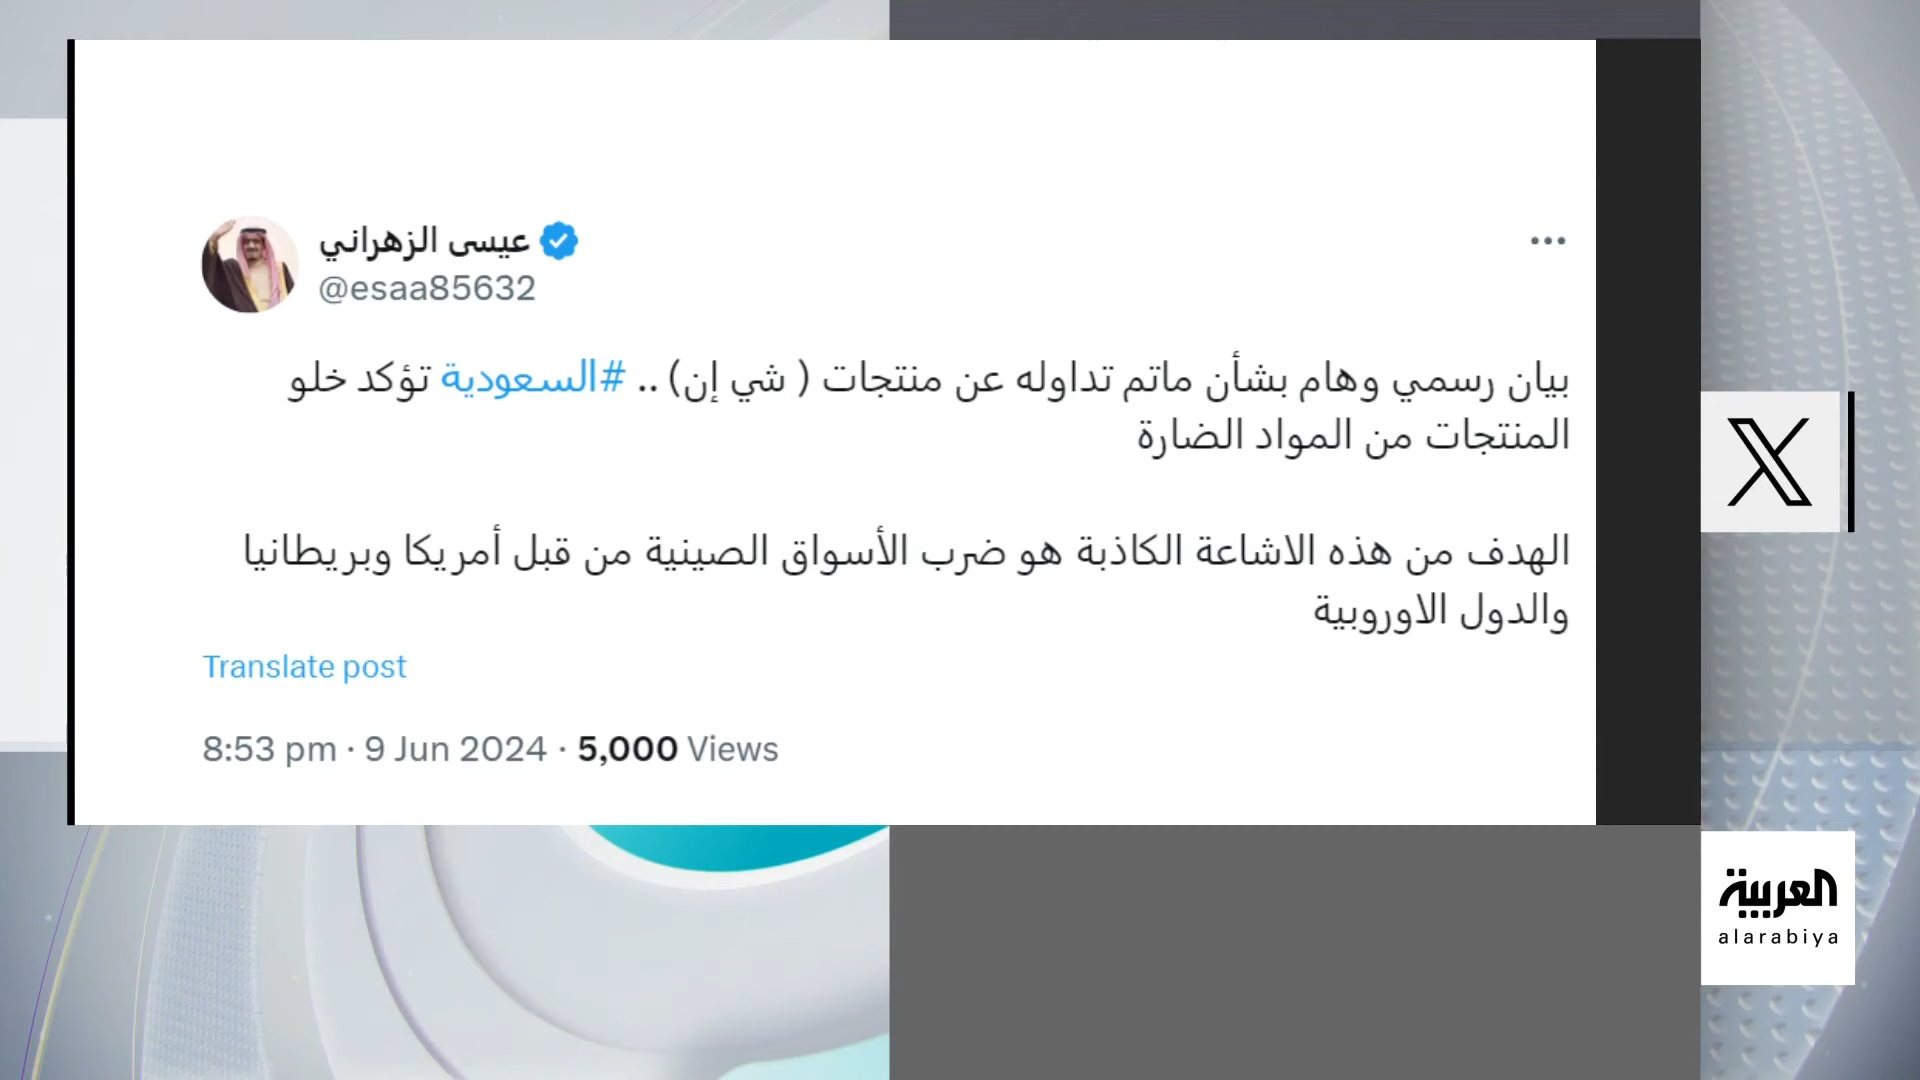 عيسى الزهراني
@esaa85632
بيان رسمي وهام بشأن ماتم تداوله عن منتجات ( شي إن) .. #السعودية تؤكد خلو
المنتجات من المواد الضارة
الهدف من هذه الاشاعة الكاذبة هو ضرب الأسواق الصينية من قبل أمريكا وبريطانيا
والدول الاوروبية
Translate post
8:53 pm · 9 Jun 2024 · 5,000 Views
العربية
alarabiya